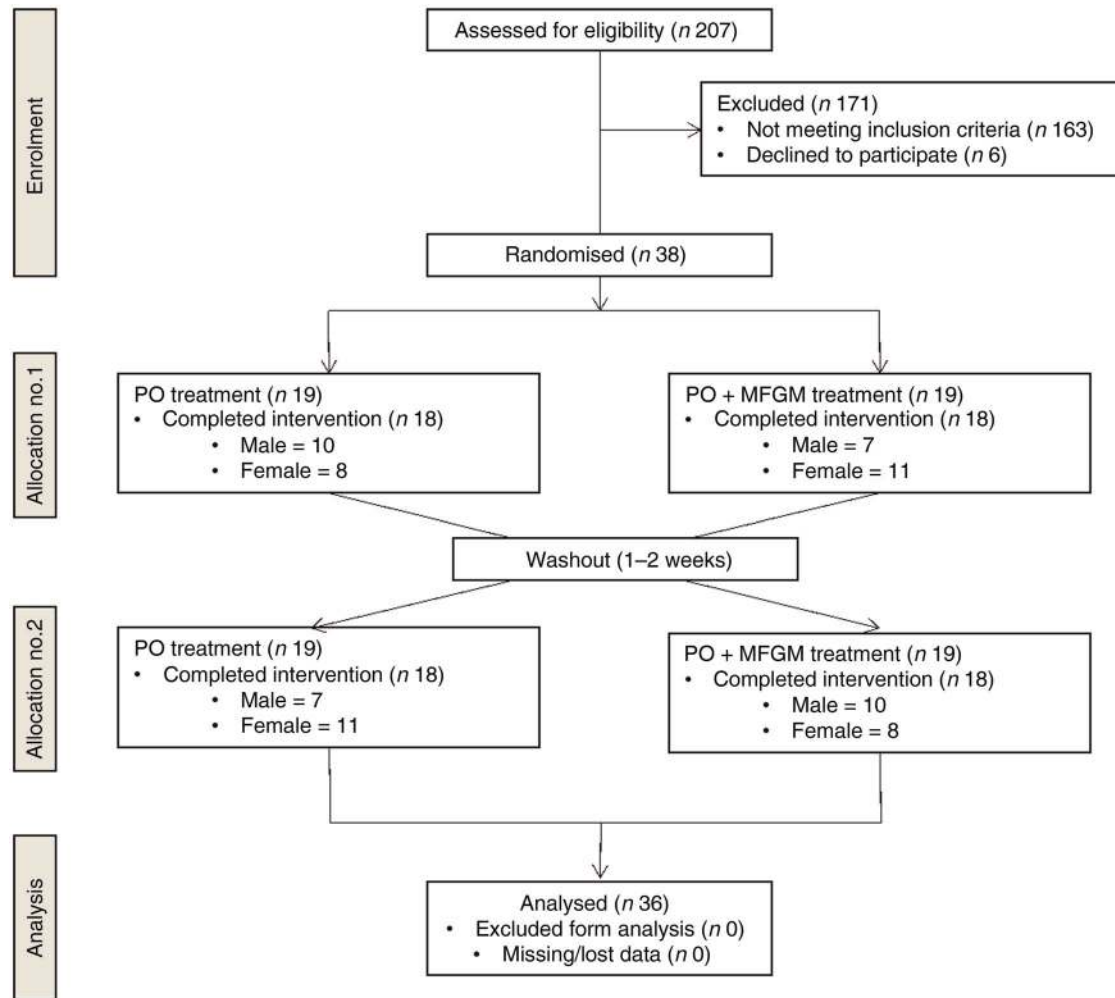 Enrolment
Assessed for eligibility (n 207)
Excluded (n 171)
• Not meeting inclusion criteria (n 163)
• Declined to participate (n 6)
Randomised (n 38)
Allocation no.1
PO treatment (n 19)
• Completed intervention (n 18)
• Male = 10
• Female = 8
PO + MFGM treatment (n 19)
• Completed intervention (n 18)
• Male = 7
• Female = 11
Washout (1–2 weeks)
Allocation no.2
PO treatment (n 19)
• Completed intervention (n 18)
• Male = 7
• Female = 11
PO + MFGM treatment (n 19)
• Completed intervention (n 18)
• Male = 10
• Female = 8
Analysis
Analysed (n 36)
• Excluded form analysis (n 0)
• Missing/lost data (n 0)